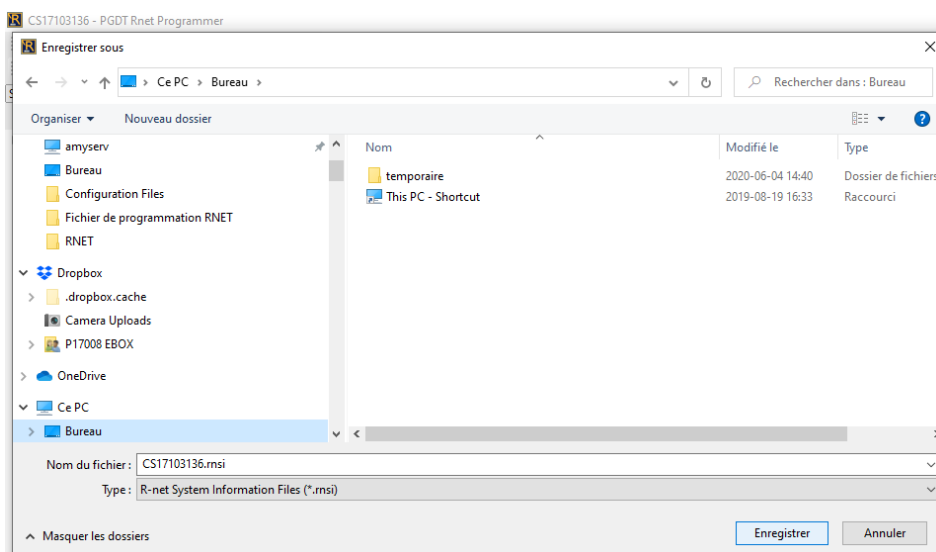 CS17103136 - PGDT Rnet Programmer
Enregistrer sous
Ce PC > Bureau >
Rechercher dans : Bureau
Organiser
Nouveau dossier
Nom Modifié le Type
amyserv
Bureau
Configuration Files
Fichier de programmation RNET
RNET
Dropbox
.dropbox.cache
Camera Uploads
P17008 EBOX
OneDrive
Ce PC
Bureau
temporaire 2020-06-04 14:40 Dossier de fichiers
This PC - Shortcut 2019-08-19 16:33 Raccourci
Nom du fichier : CS17103136.rnsi
Type : R-net System Information Files (*.rnsi)
Masquer les dossiers
Enregistrer
Annuler